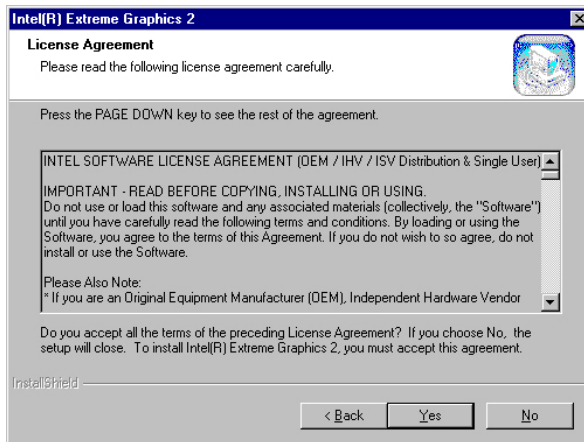 Intel(R) Extreme Graphics 2
License Agreement
Please read the following license agreement carefully.
Press the PAGE DOWN key to see the rest of the agreement.
INTEL SOFTWARE LICENSE AGREEMENT (OEM / IHV / ISV Distribution & Single User)
IMPORTANT - READ BEFORE COPYING, INSTALLING OR USING.
Do not use or load this software and any associated materials (collectively, the "Software")
until you have carefully read the following terms and conditions. By loading or using the
Software, you agree to the terms of this Agreement. If you do not wish to so agree, do not
install or use the Software.
Please Also Note:
* If you are an Original Equipment Manufacturer (OEM), Independent Hardware Vendor
Do you accept all the terms of the preceding License Agreement? If you choose No, the
setup will close. To install Intel(R) Extreme Graphics 2, you must accept this agreement.
InstallShield
< Back Yes No